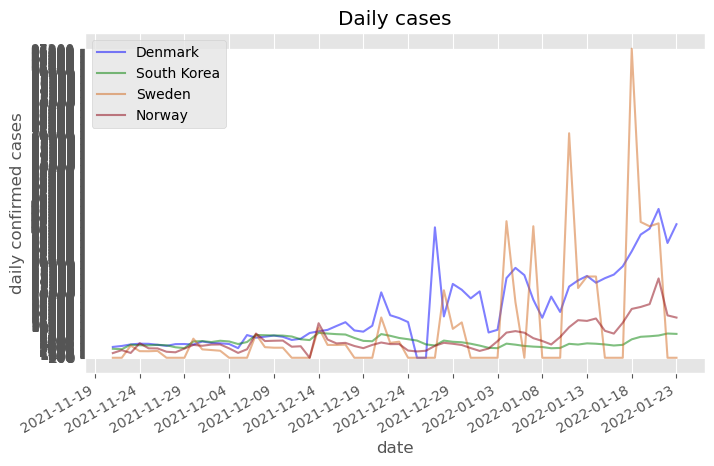 Daily cases
Denmark
South Korea
Sweden
Norway
daily confirmed cases
2021-11-19
2021-11-24
2021-11-29
2021-12-04
2021-12-09
2021-12-14
2021-12-19
2021-12-24
2021-12-29
2022-01-03
2022-01-08
2022-01-13
2022-01-18
2022-01-23
date